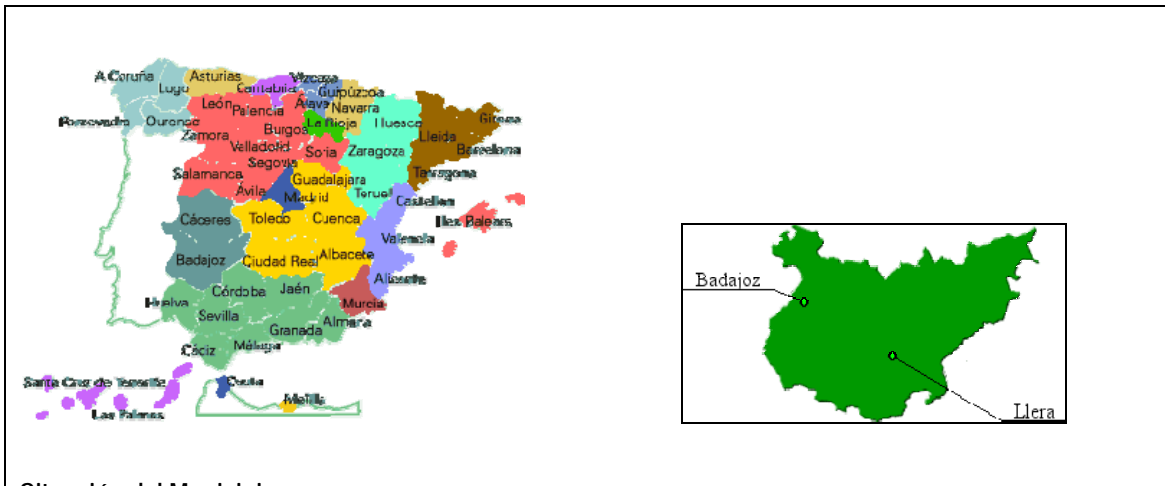 A Coruña
Lugo
Asturias
Cantabria
Vizcaya
Guipúzcoa
Álava
Navarra
Pontevedra
Ourense
León
Palencia
Burgos
La Rioja
Huesca
Lleida
Girona
Barcelona
Tarragona
Zamora
Valladolid
Soria
Zaragoza
Segovia
Salamanca
Ávila
Madrid
Guadalajara
Teruel
Castellon
Illes Balears
Cáceres
Toledo
Cuenca
Valencia
Badajoz
Ciudad Real
Albacete
Alicante
Huelva
Córdoba
Jaén
Murcia
Sevilla
Granada
Almería
Cádiz
Málaga
Santa Cruz de Tenerife
Las Palmas
Ceuta
Melilla
Badajoz
Llera